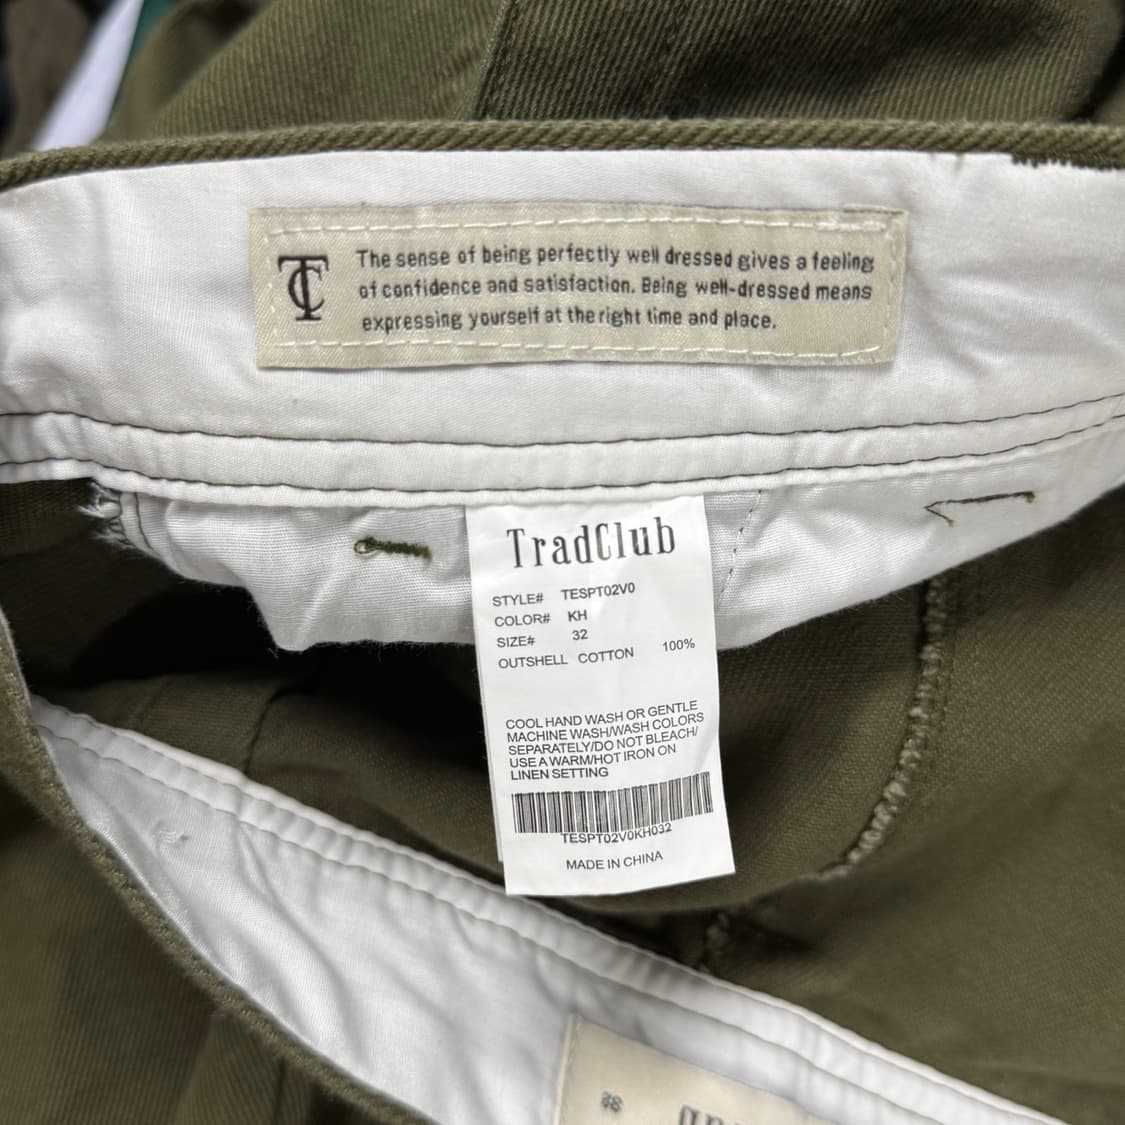 TC
The sense of being perfectly well dressed gives a feeling
of confidence and satisfaction. Being well-dressed means
expressing yourself at the right time and place.
TradClub
STYLE# TESPT02V0
COLOR# KH
SIZE# 32
OUTSHELL COTTON 100%
COOL HAND WASH OR GENTLE
MACHINE WASH/WASH COLORS
SEPARATELY/DO NOT BLEACH/
USE A WARM/HOT IRON ON
LINEN SETTING
TESPT02V0KH032
MADE IN CHINA